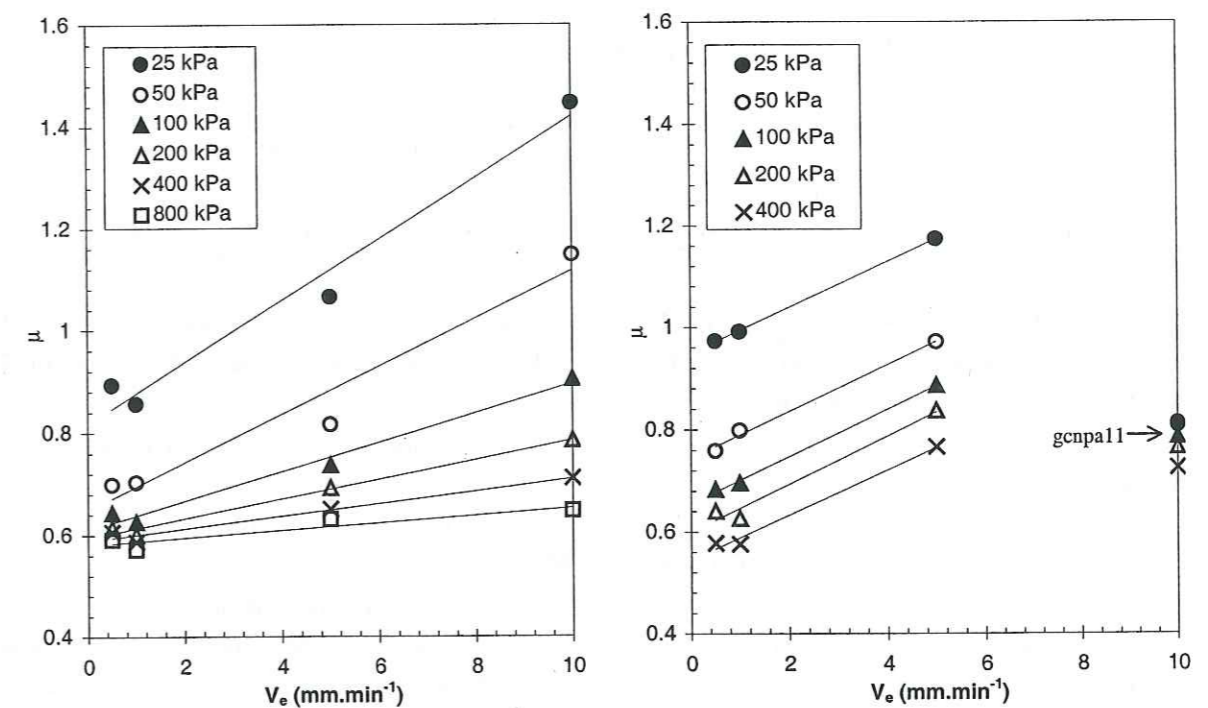 1.6
1.4
1.2
1
0.8
0.6
0.4
μ
25 kPa
50 kPa
100 kPa
200 kPa
400 kPa
800 kPa
0 2 4 6 8 10
Vₑ (mm.min⁻¹)
1.6
1.4
1.2
1
0.8
0.6
0.4
μ
25 kPa
50 kPa
100 kPa
200 kPa
400 kPa
gcnpa11
0 2 4 6 8 10
Vₑ (mm.min⁻¹)